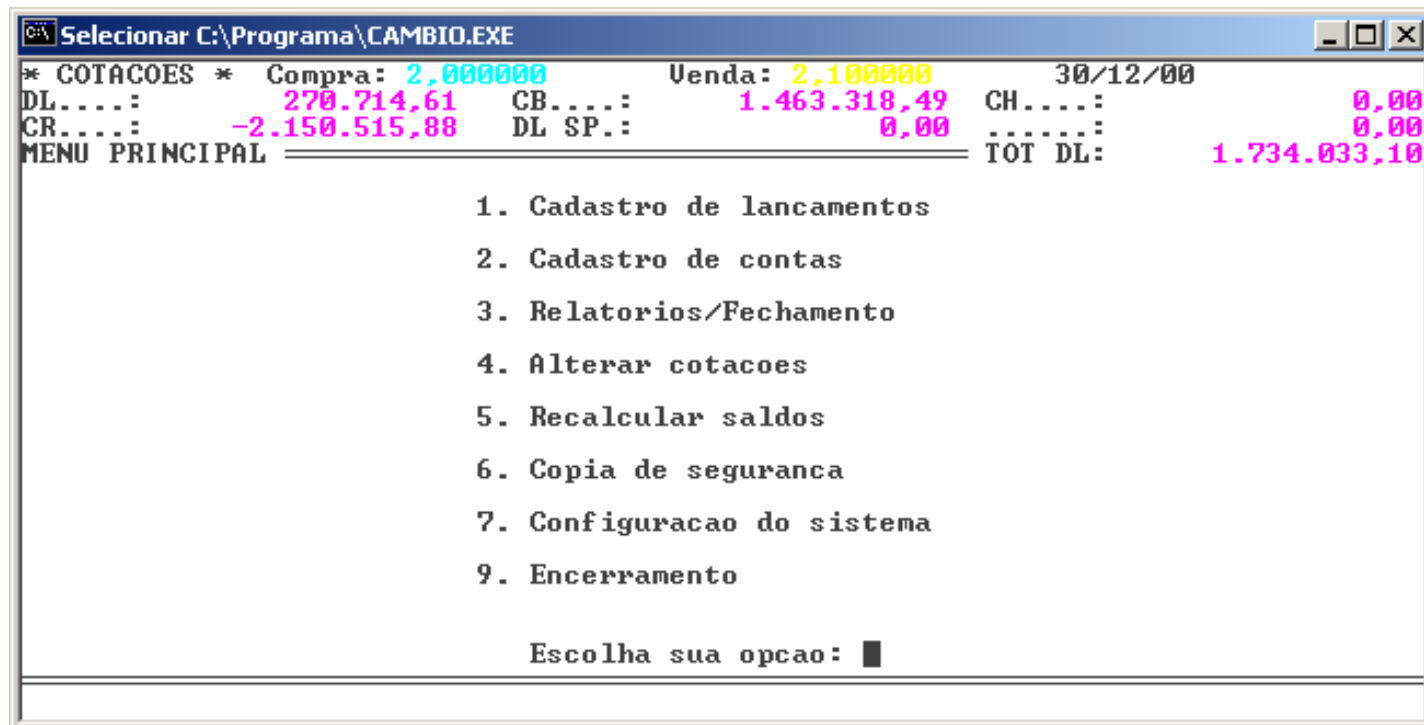 Selecionar C:\Programa\CAMBIO.EXE
* COTACOES * Compra: 2,000000 Venda: 2,100000 30/12/00
DL....: 270.714,61 CB....: 1.463.318,49 CH....: 0,00
CR....: -2.150.515,88 DL SP.: 0,00 ......: 0,00
MENU PRINCIPAL TOT DL: 1.734.033,10
1. Cadastro de lancamentos
2. Cadastro de contas
3. Relatorios/Fechamento
4. Alterar cotacoes
5. Recalcular saldos
6. Copia de seguranca
7. Configuracao do sistema
9. Encerramento
Escolha sua opcao: